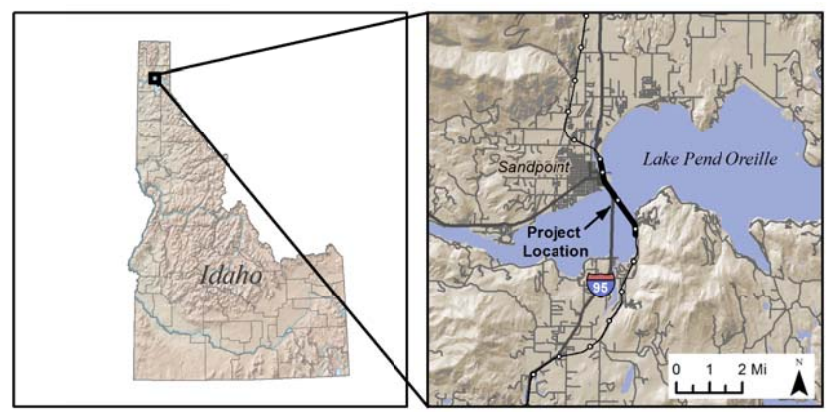 Idaho
Sandpoint
Lake Pend Oreille
Project
Location
95
0 1 2 Mi
N